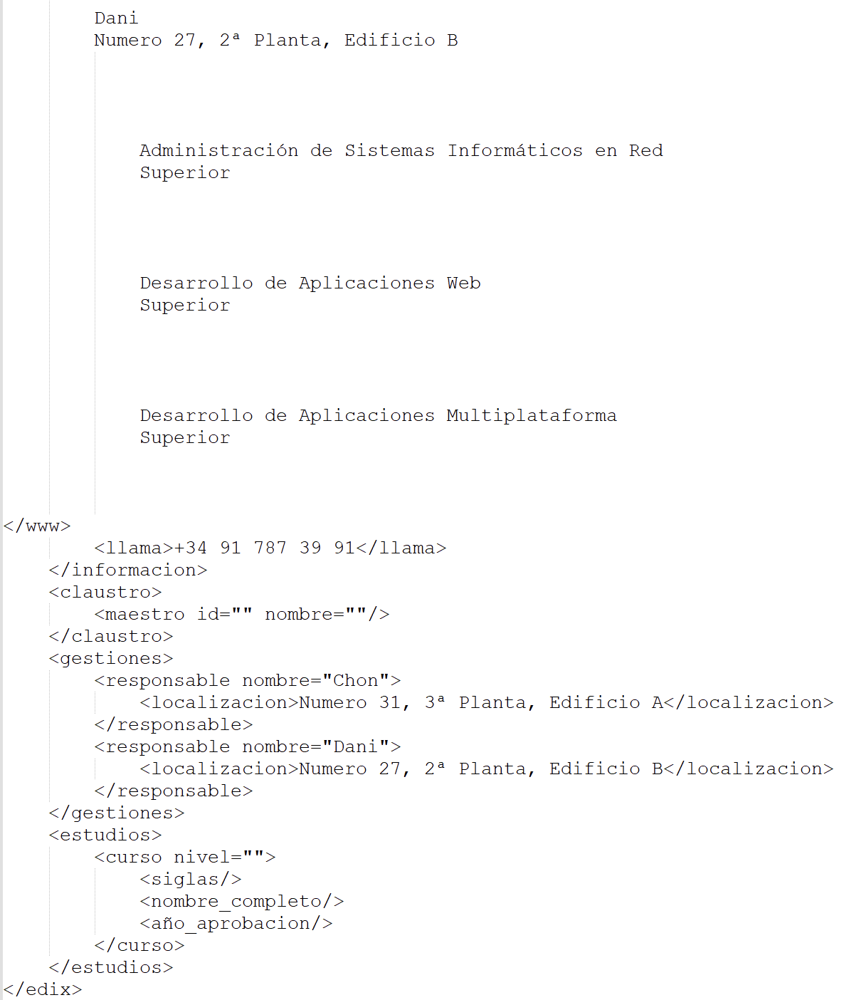 Dani
Numero 27, 2ª Planta, Edificio B
Administración de Sistemas Informáticos en Red
Superior
Desarrollo de Aplicaciones Web
Superior
Desarrollo de Aplicaciones Multiplataforma
Superior
</www>
<llama>+34 91 787 39 91</llama>
</informacion>
<claustro>
<maestro id="" nombre=""/>
</claustro>
<gestiones>
<responsable nombre="Chon">
<localizacion>Numero 31, 3ª Planta, Edificio A</localizacion>
</responsable>
<responsable nombre="Dani">
<localizacion>Numero 27, 2ª Planta, Edificio B</localizacion>
</responsable>
</gestiones>
<estudios>
<curso nivel="">
<siglas/>
<nombre_completo/>
<año_aprobacion/>
</curso>
</estudios>
</edix>